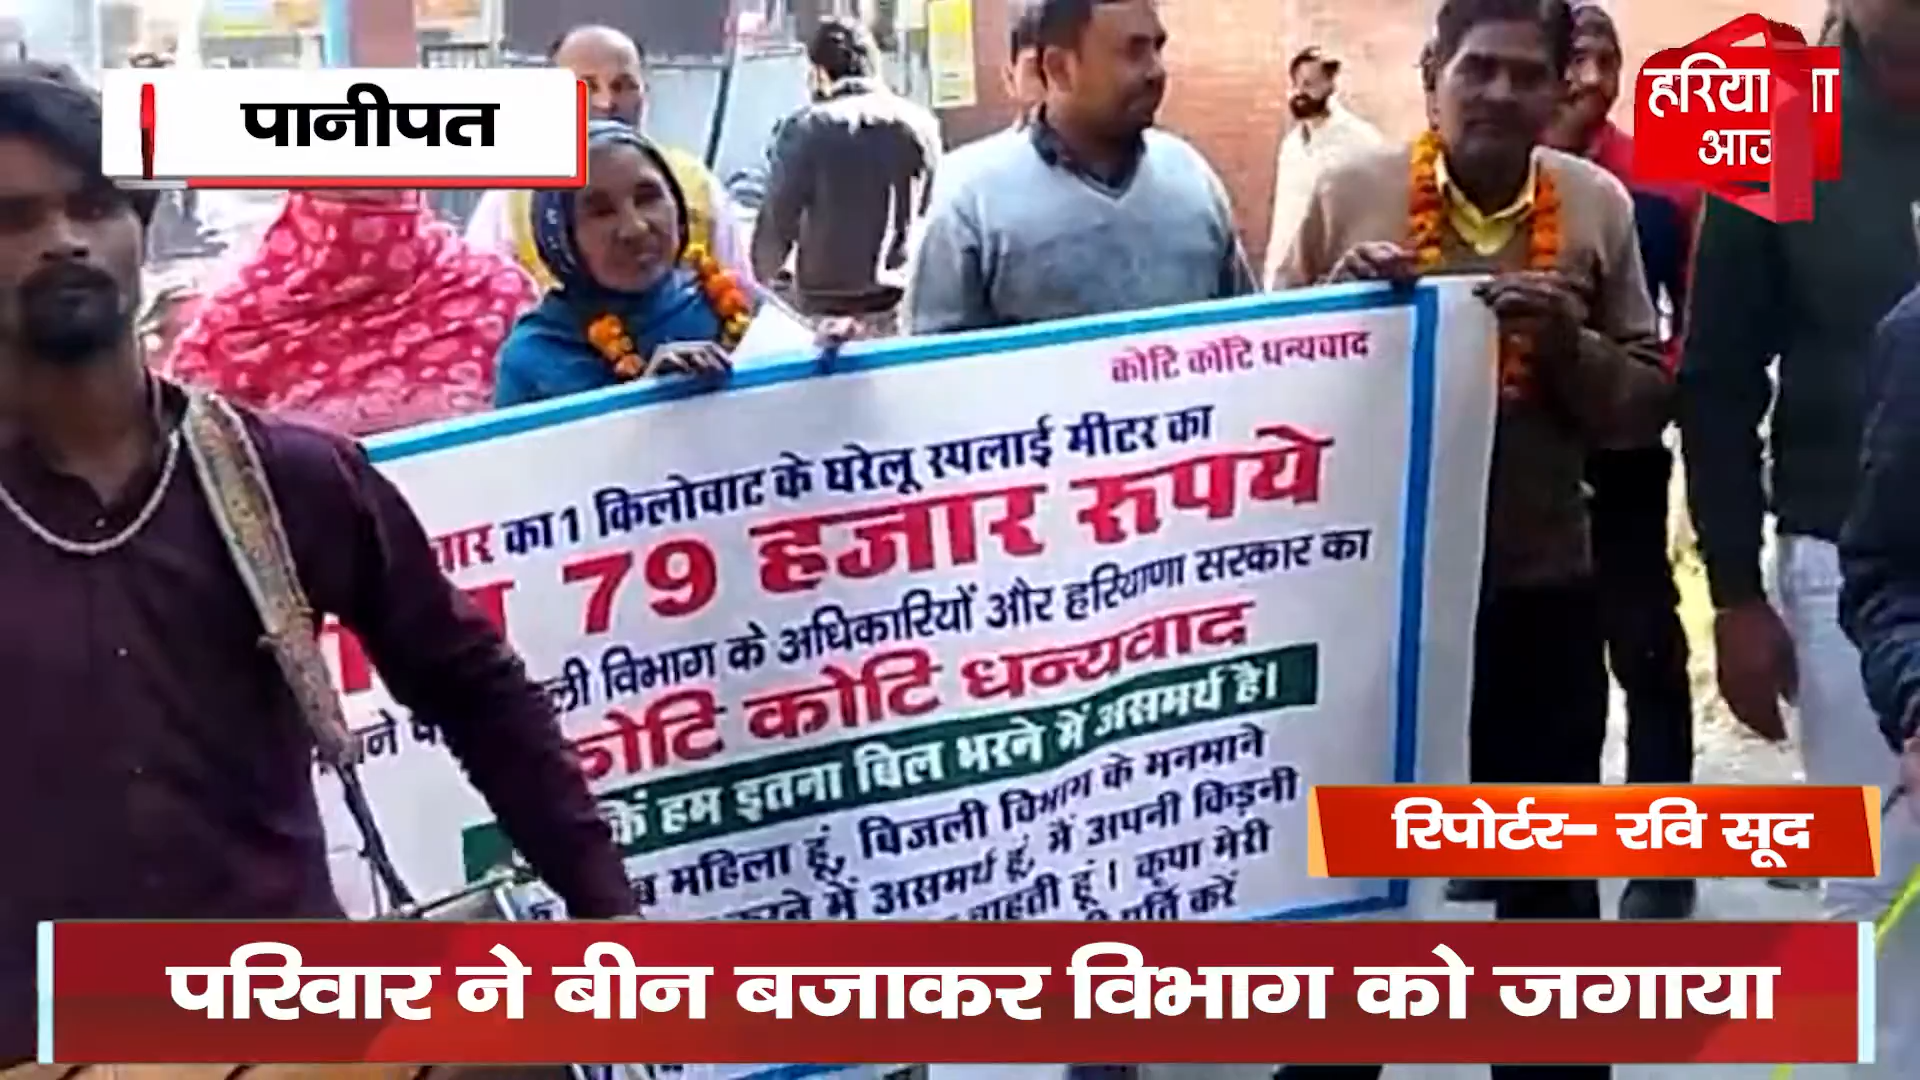 पानीपत
हरिया
आज
कोटि कोटि धन्यवाद
का 1 किलोवाट के घरेलू स्पलाई मीटर का
79 हजार रूपये
विभाग के अधिकारियों और हरियाणा सरकार का
कोटि कोटि धन्यवाद
हम इतना बिल भरने में असमर्थ है।
महिला हूं, बिजली विभाग के मनमाने
में असमर्थ हूं, मैं अपनी किड़नी
चाहती हूं। कृपा मेरी
करें
रिपोर्टर- रवि सूद
परिवार ने बीन बजाकर विभाग को जगाया